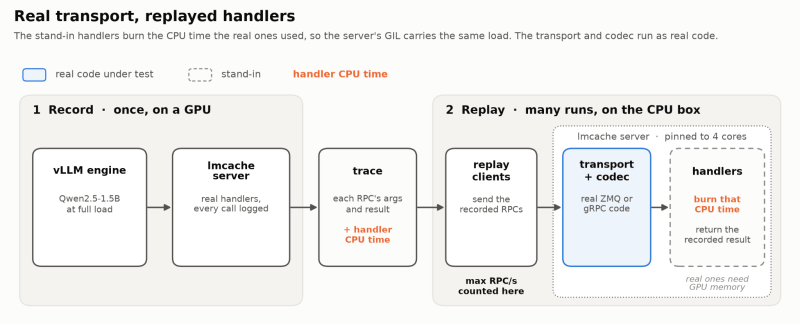 Real transport, replayed handlers
The stand-in handlers burn the CPU time the real ones used, so the server's GIL carries the same load. The transport and codec run as real code.
real code under test
stand-in
handler CPU time
1 Record · once, on a GPU
vLLM engine
Qwen2.5-1.5B
at full load
lmcache
server
real handlers,
every call logged
trace
each RPC's args
and result
+ handler
CPU time
2 Replay · many runs, on the CPU box
replay
clients
send the
recorded RPCs
max RPC/s
counted here
lmcache server · pinned to 4 cores
transport
+ codec
real ZMQ or
gRPC code
handlers
burn that
CPU time
return the
recorded result
real ones need
GPU memory